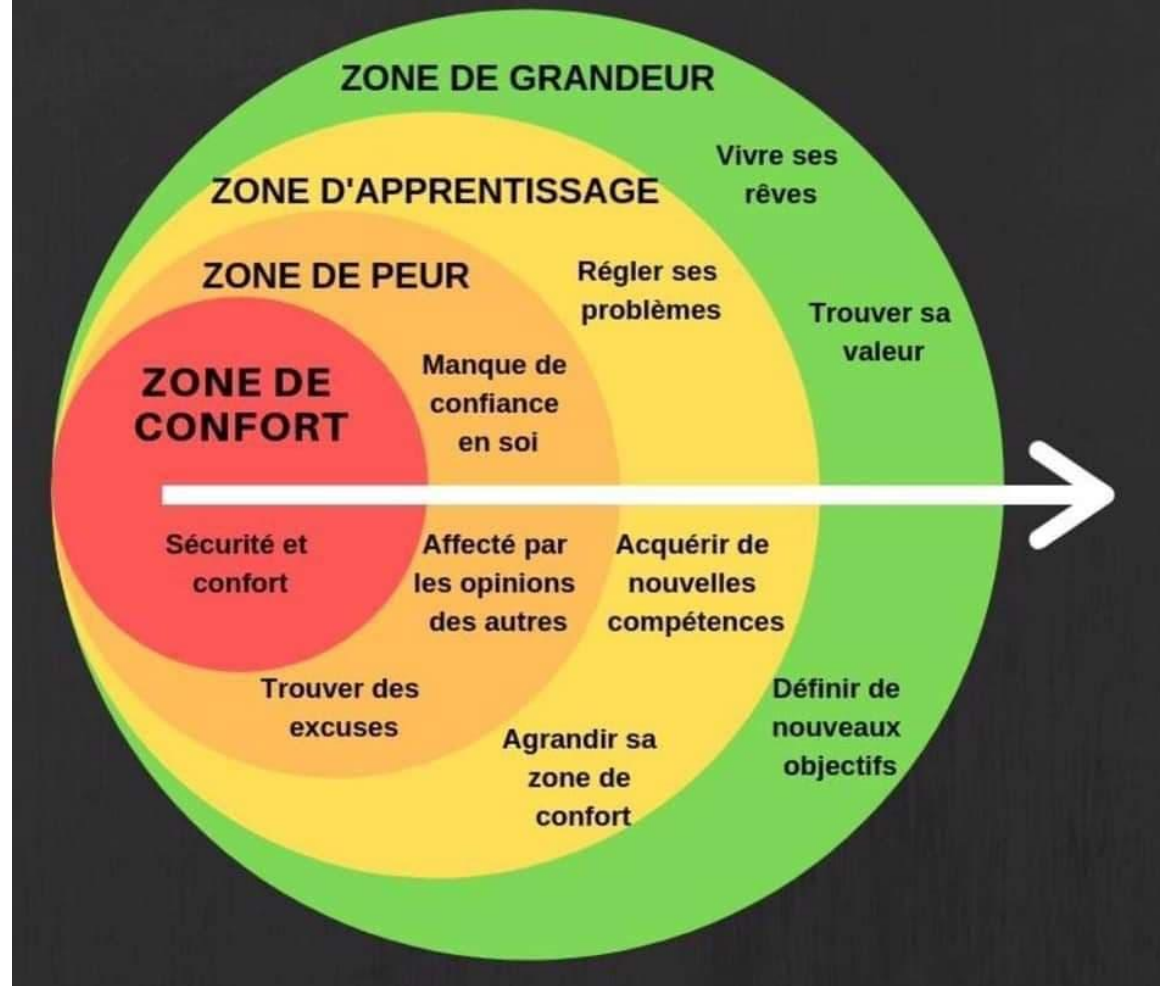 ZONE DE GRANDEUR
Vivre ses
rêves
Trouver sa
valeur
Définir de
nouveaux
objectifs
ZONE D'APPRENTISSAGE
Régler ses
problèmes
Acquérir de
nouvelles
compétences
Agrandir sa
zone de
confort
ZONE DE PEUR
Manque de
confiance
en soi
Affecté par
les opinions
des autres
Trouver des
excuses
ZONE DE
CONFORT
Sécurité et
confort